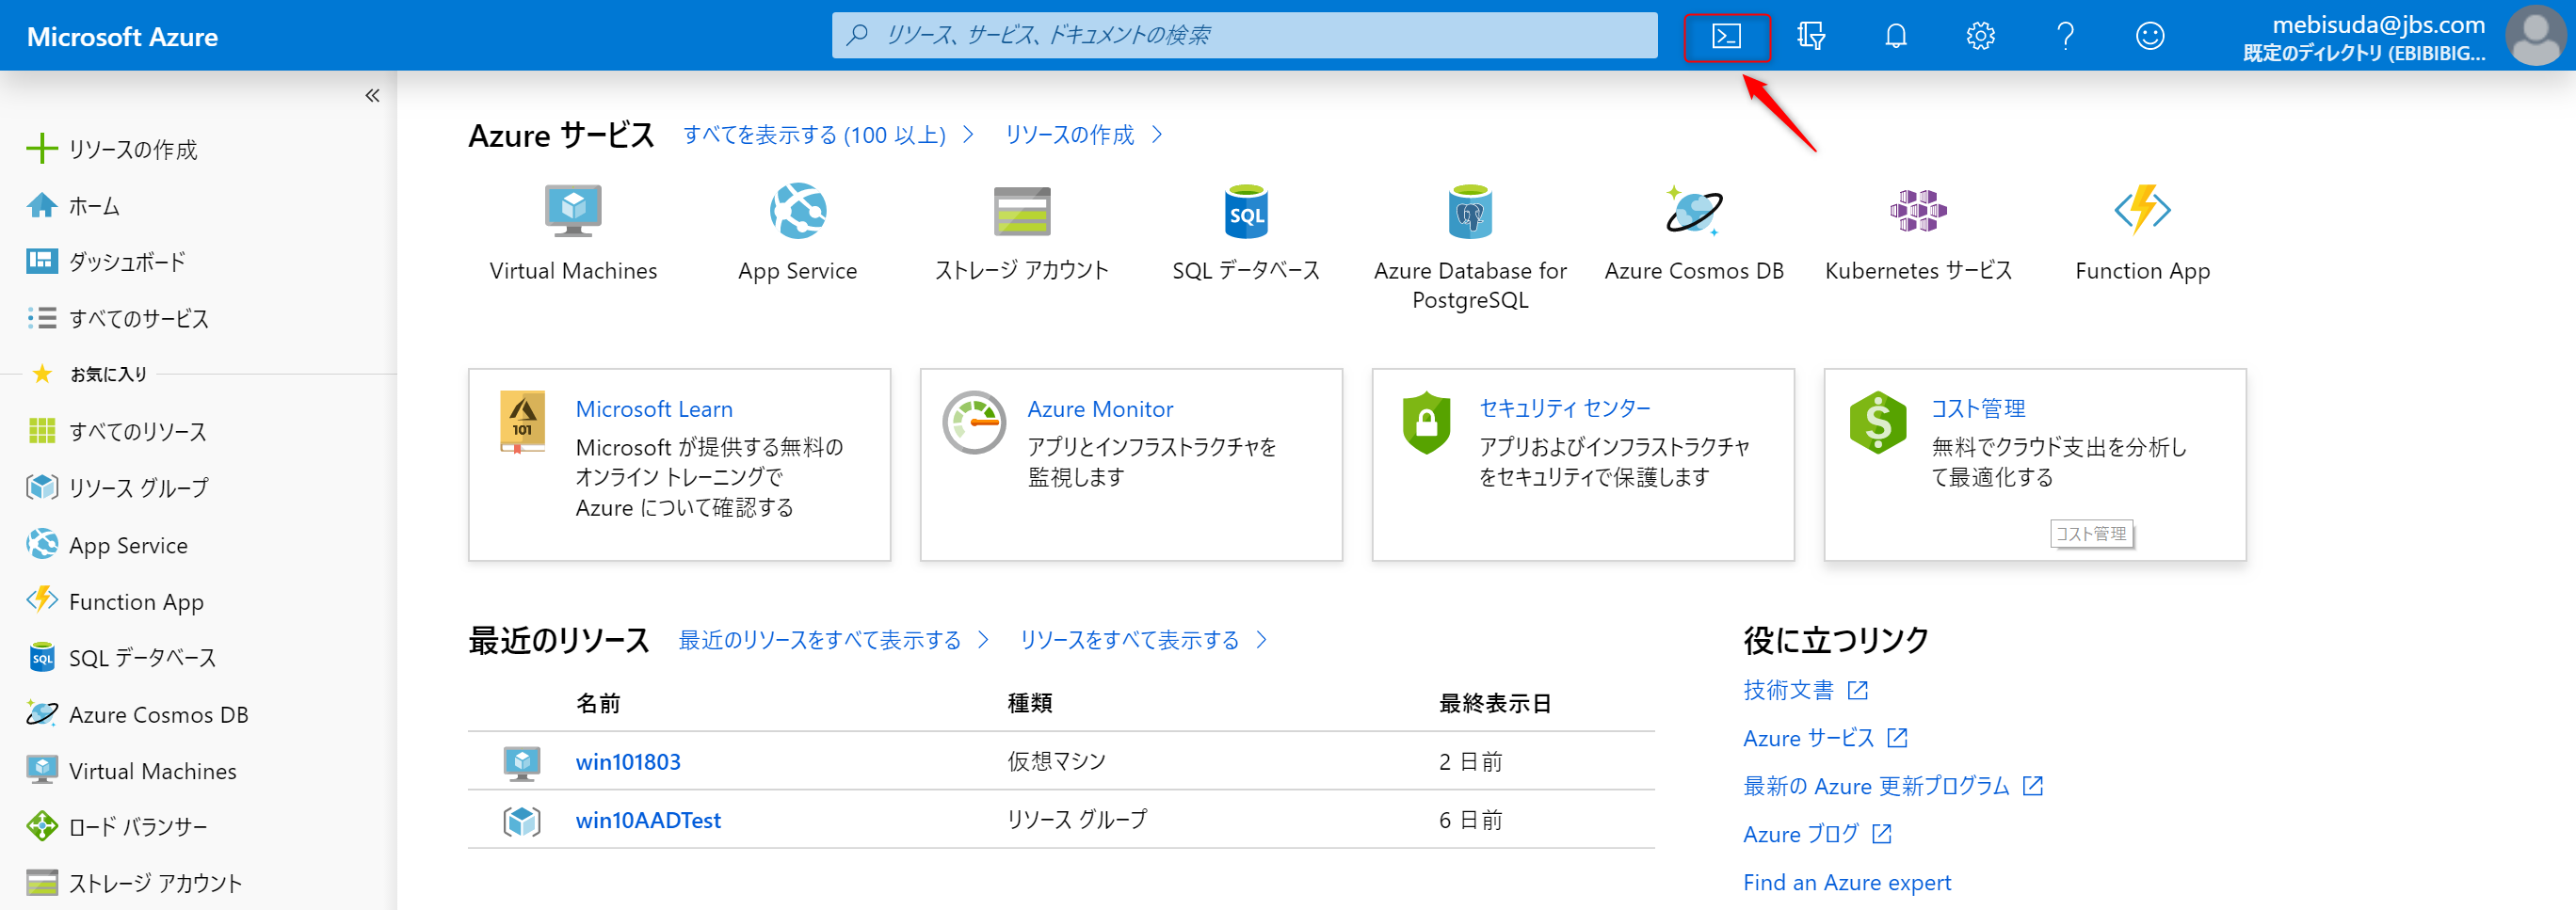 Microsoft Azure
リソース、サービス、ドキュメントの検索
mebisuda@jbs.com
既定のディレクトリ (EBIBIBIG...
リソースの作成
ホーム
ダッシュボード
すべてのサービス
お気に入り
すべてのリソース
リソース グループ
App Service
Function App
SQL データベース
Azure Cosmos DB
Virtual Machines
ロード バランサー
ストレージ アカウント
Azure サービス すべてを表示する (100 以上) リソースの作成
Virtual Machines
App Service
ストレージ アカウント
SQL
SQL データベース
Azure Database for
PostgreSQL
Azure Cosmos DB
Kubernetes サービス
Function App
101
Microsoft Learn
Microsoft が提供する無料の
オンライン トレーニングで
Azure について確認する
Azure Monitor
アプリとインフラストラクチャを
監視します
セキュリティ センター
アプリおよびインフラストラクチャ
をセキュリティで保護します
コスト管理
無料でクラウド支出を分析し
て最適化する
コスト管理
最近のリソース 最近のリソースをすべて表示する リソースをすべて表示する
名前 種類 最終表示日
win101803 仮想マシン 2 日前
win10AADTest リソース グループ 6 日前
役に立つリンク
技術文書
Azure サービス
最新の Azure 更新プログラム
Azure ブログ
Find an Azure expert